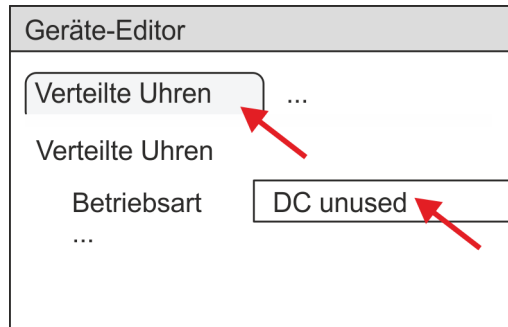 Geräte-Editor
Verteilte Uhren ...
Verteilte Uhren
Betriebsart DC unused
...